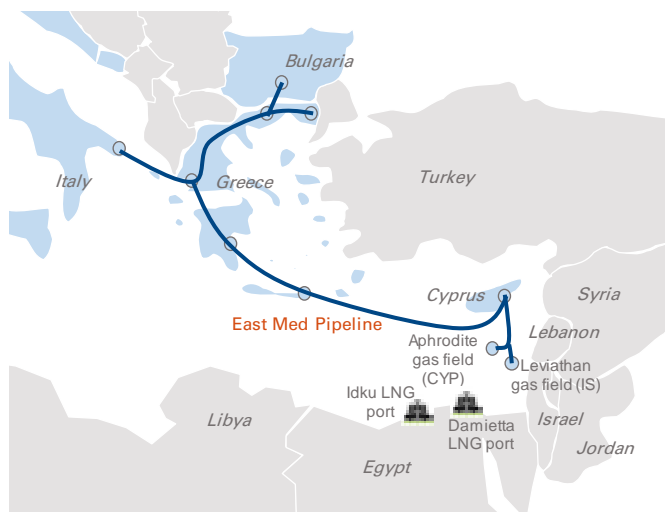 Bulgaria
Italy
Greece
Turkey
Cyprus
Syria
East Med Pipeline
Lebanon
Aphrodite
gas field
(CYP)
Leviathan
gas field (IS)
Idku LNG
port
Damietta
LNG port
Libya
Israel
Egypt
Jordan